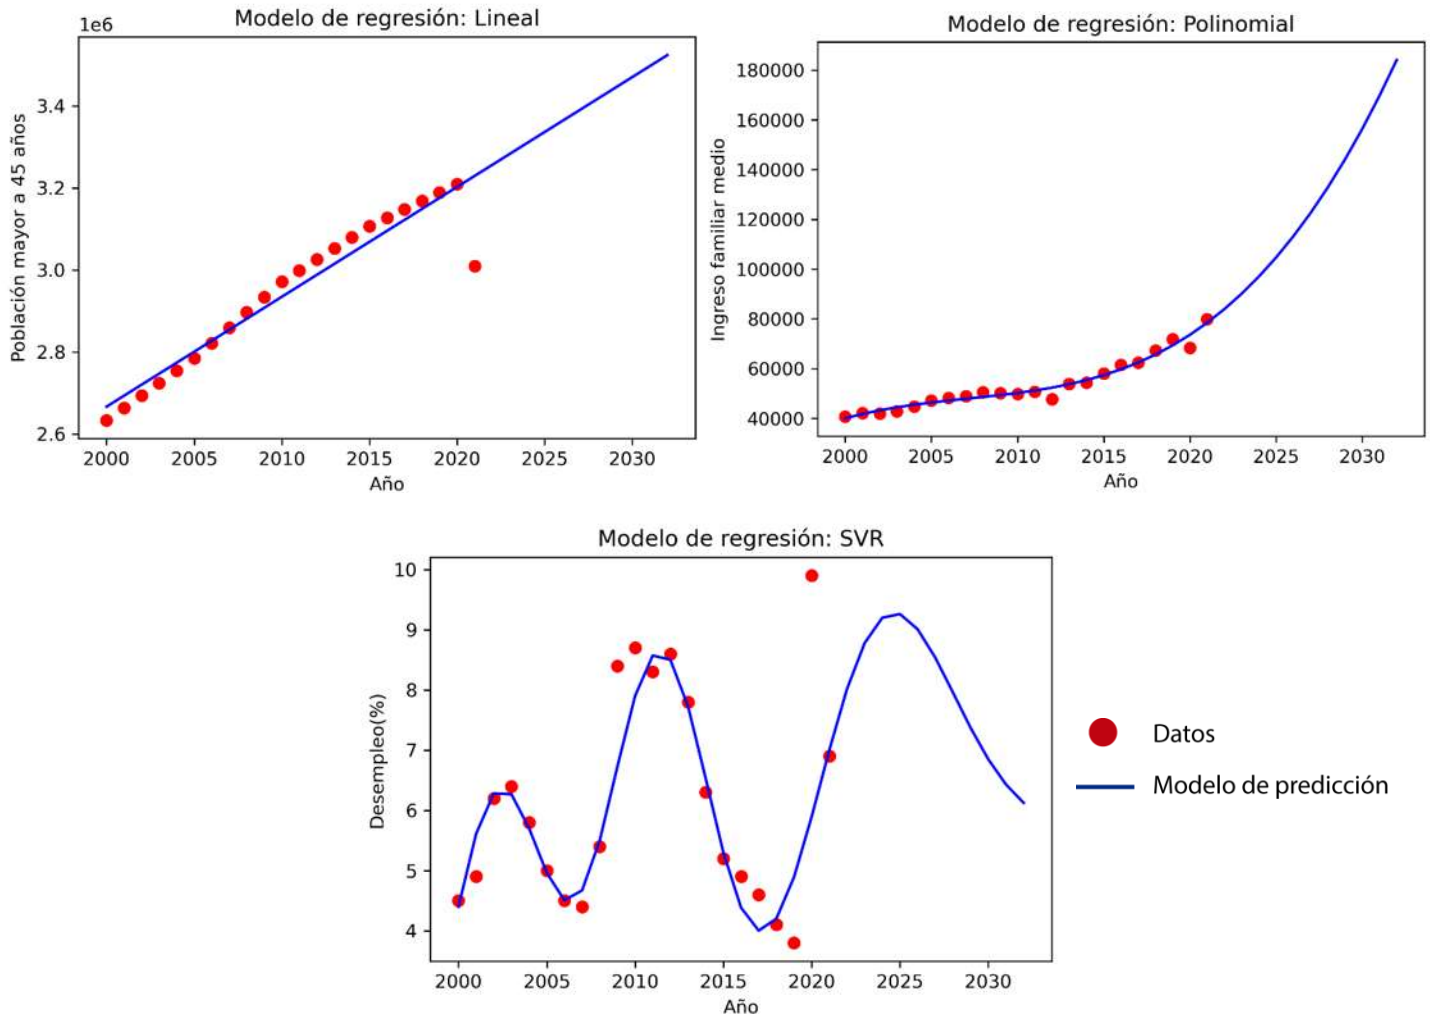 Modelo de regresión: Lineal
1e6
Población mayor a 45 años
3.4
3.2
3.0
2.8
2.6
2000 2005 2010 2015 2020 2025 2030
Año
Modelo de regresión: Polinomial
Ingreso familiar medio
180000
160000
140000
120000
100000
80000
60000
40000
2000 2005 2010 2015 2020 2025 2030
Año
Modelo de regresión: SVR
Desempleo(%)
10
9
8
7
6
5
4
2000 2005 2010 2015 2020 2025 2030
Año
Datos
Modelo de predicción